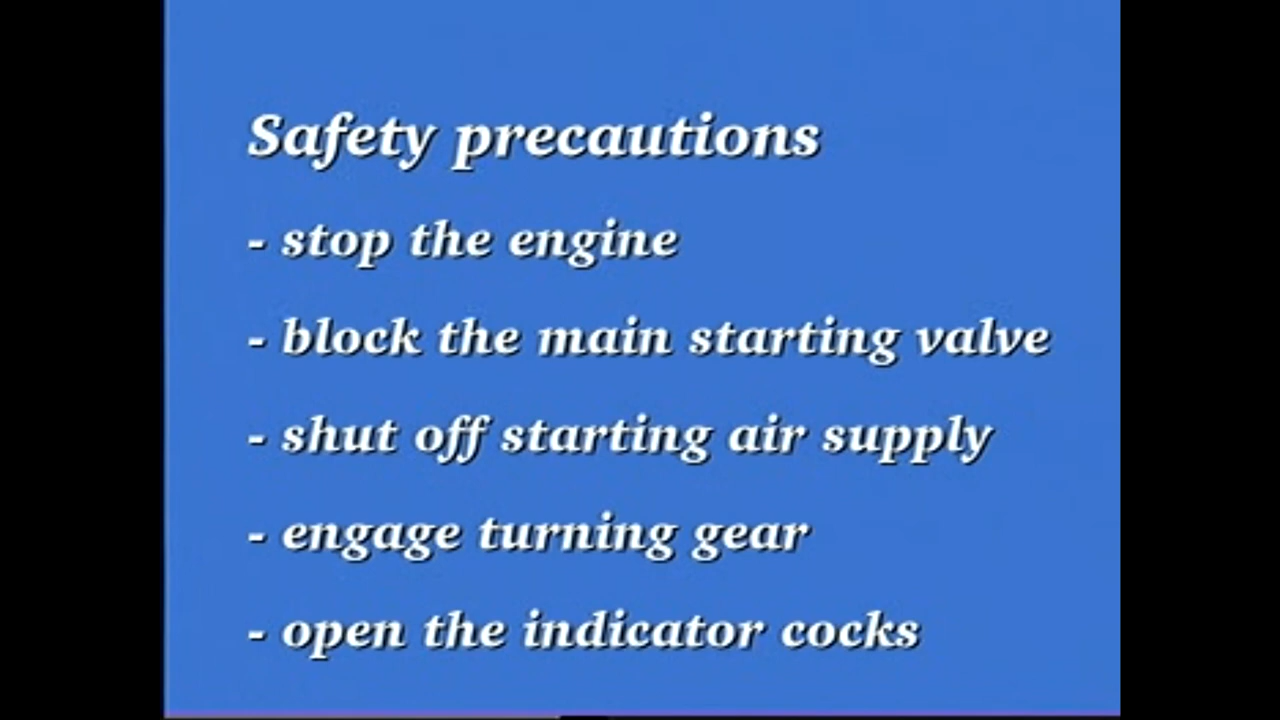 Safety precautions
- stop the engine
- block the main starting valve
- shut off starting air supply
- engage turning gear
- open the indicator cocks